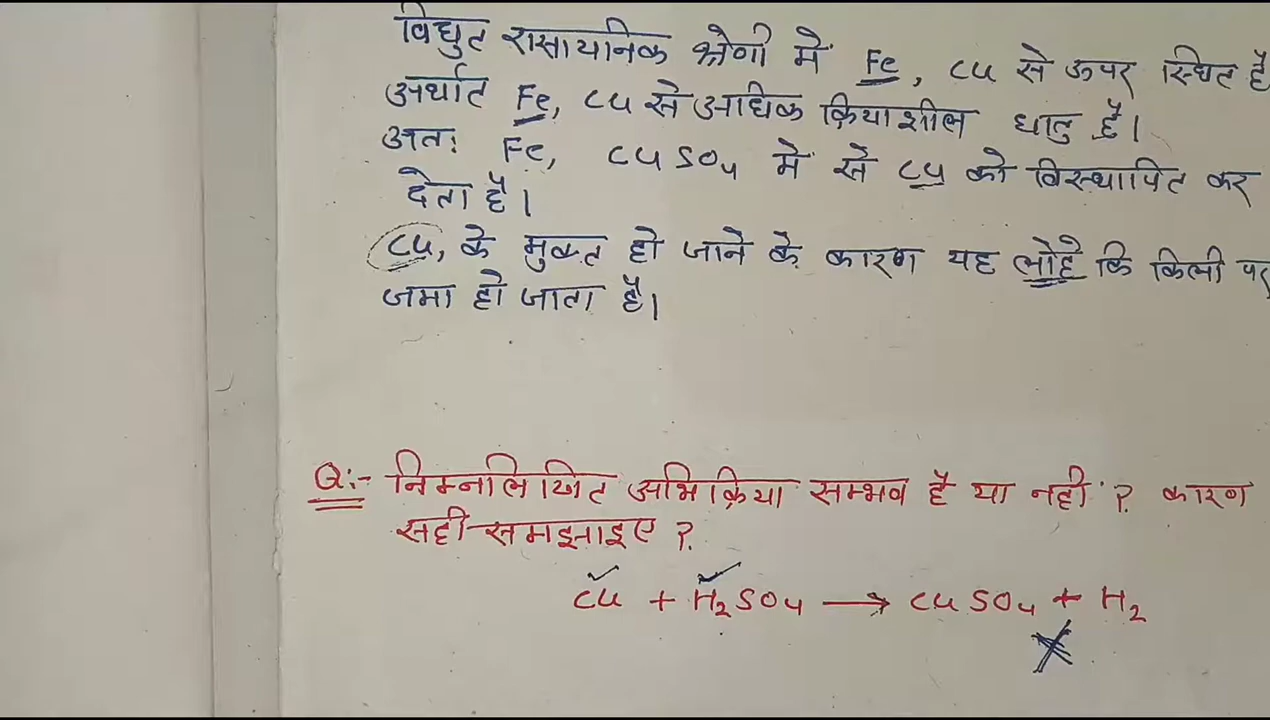 विद्युत रासायनिक श्रेणी में Fe, Cu से ऊपर स्थित है
अर्थात Fe, Cu से अधिक क्रियाशील धातु है।
अतः Fe, CuSO₄ में से Cu को विस्थापित कर
देता है।
Cu, के मुक्त हो जाने के कारण यह लोहे कि किली पर
जमा हो जाता है।
Q:- निम्नलिखित अभिक्रिया सम्भव है या नहीं ? कारण
सही समझाइए ?
Cu + H₂SO₄ → CuSO₄ + H₂